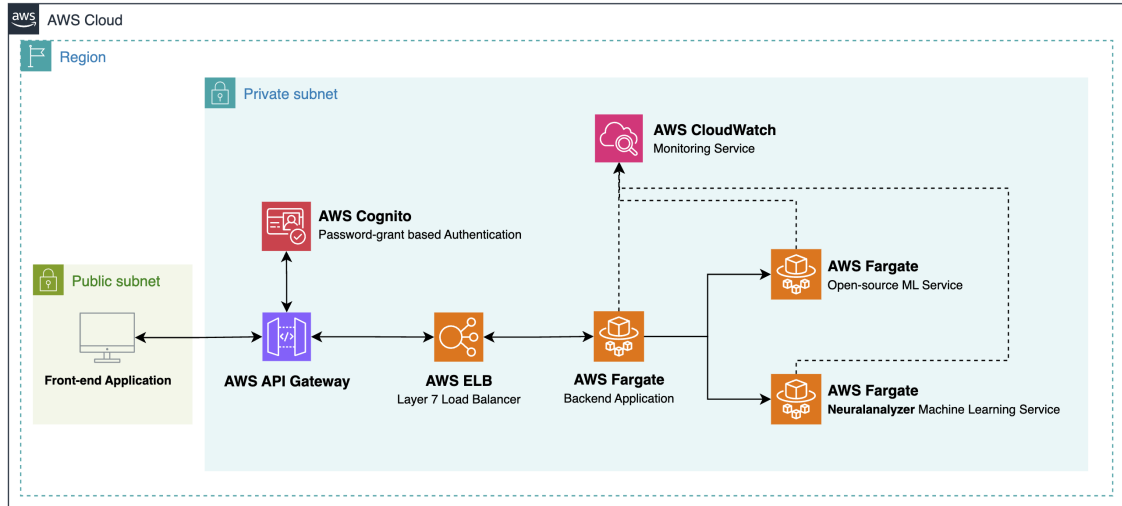 aws
AWS Cloud
Region
Private subnet
AWS CloudWatch
Monitoring Service
AWS Cognito
Password-grant based Authentication
Public subnet
Front-end Application
</>
AWS API Gateway
AWS ELB
Layer 7 Load Balancer
AWS Fargate
Backend Application
AWS Fargate
Open-source ML Service
AWS Fargate
Neuralanalyzer Machine Learning Service